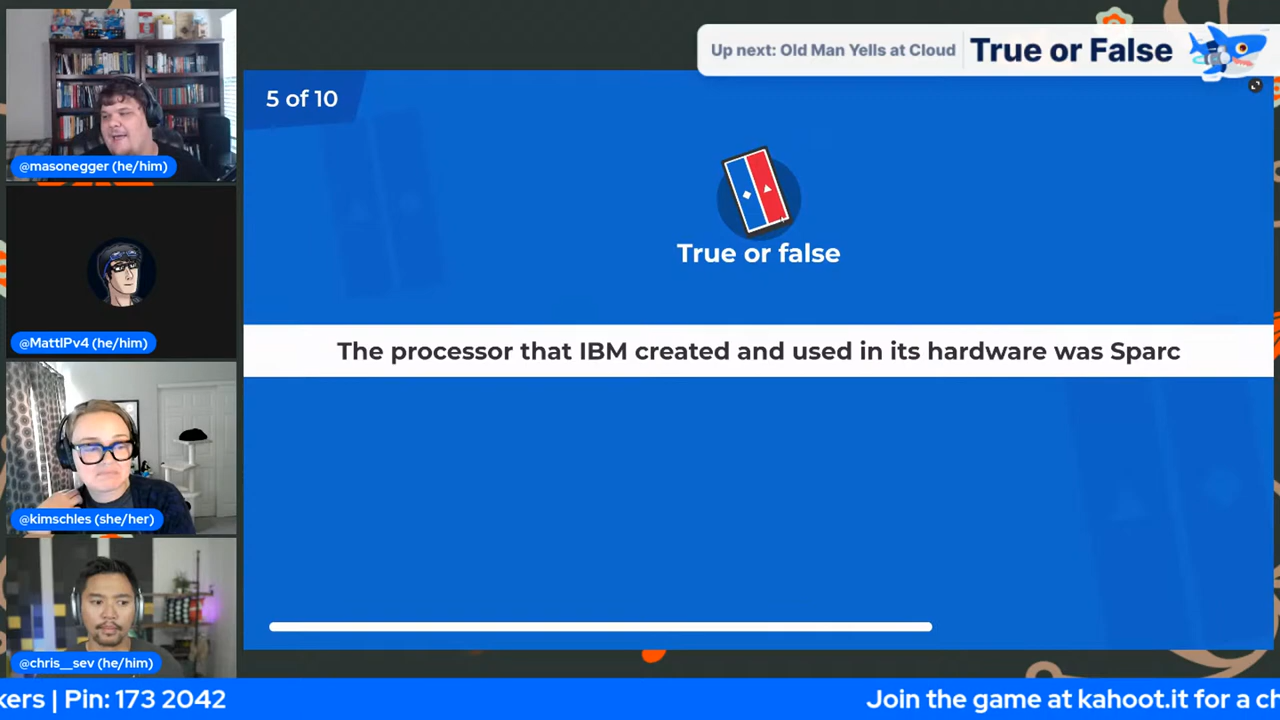 Up next: Old Man Yells at Cloud
True or False
5 of 10
@masonegger (he/him)
True or false
@MattIPv4 (he/him)
The processor that IBM created and used in its hardware was Sparc
@kimschles (she/her)
@chris__sev (he/him)
kers | Pin: 173 2042
Join the game at kahoot.it for a ch